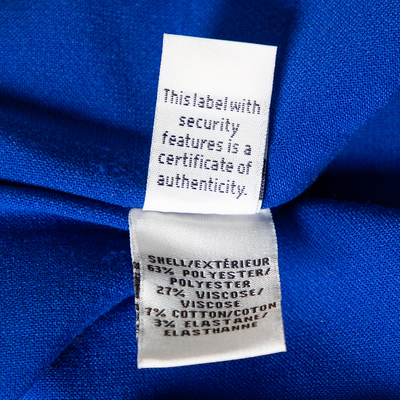 This label with
security
features is a
certificate of
authenticity.
SHELL/EXTÉRIEUR
63% POLYESTER/
POLYESTER
27% VISCOSE/
VISCOSE
7% COTTON/COTON
3% ELASTANE/
ELASTHANNE